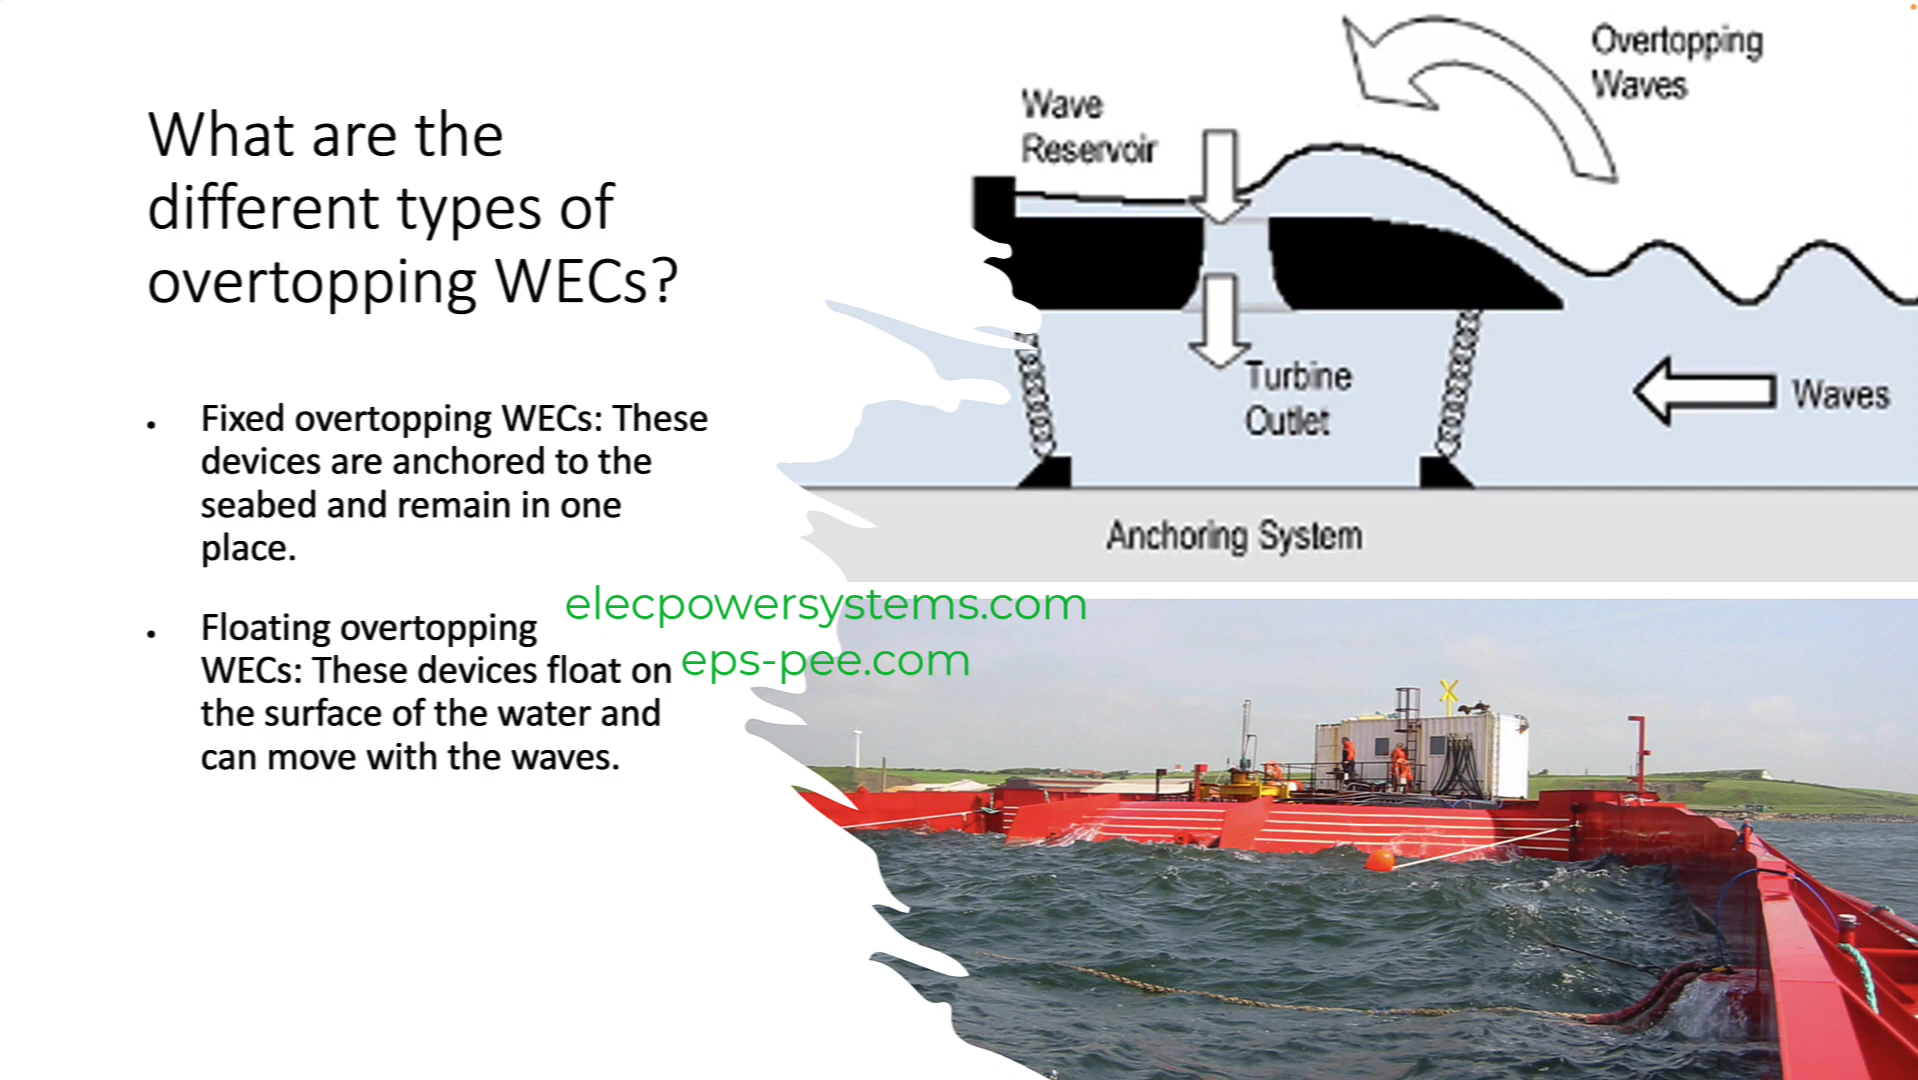 What are the
different types of
overtopping WECs?
• Fixed overtopping WECs: These
devices are anchored to the
seabed and remain in one
place.
• Floating overtopping
WECs: These devices float on
the surface of the water and
can move with the waves.
elecpowersystems.com
eps-pee.com
Overtopping
Waves
Wave
Reservoir
Turbine
Outlet
Waves
Anchoring System